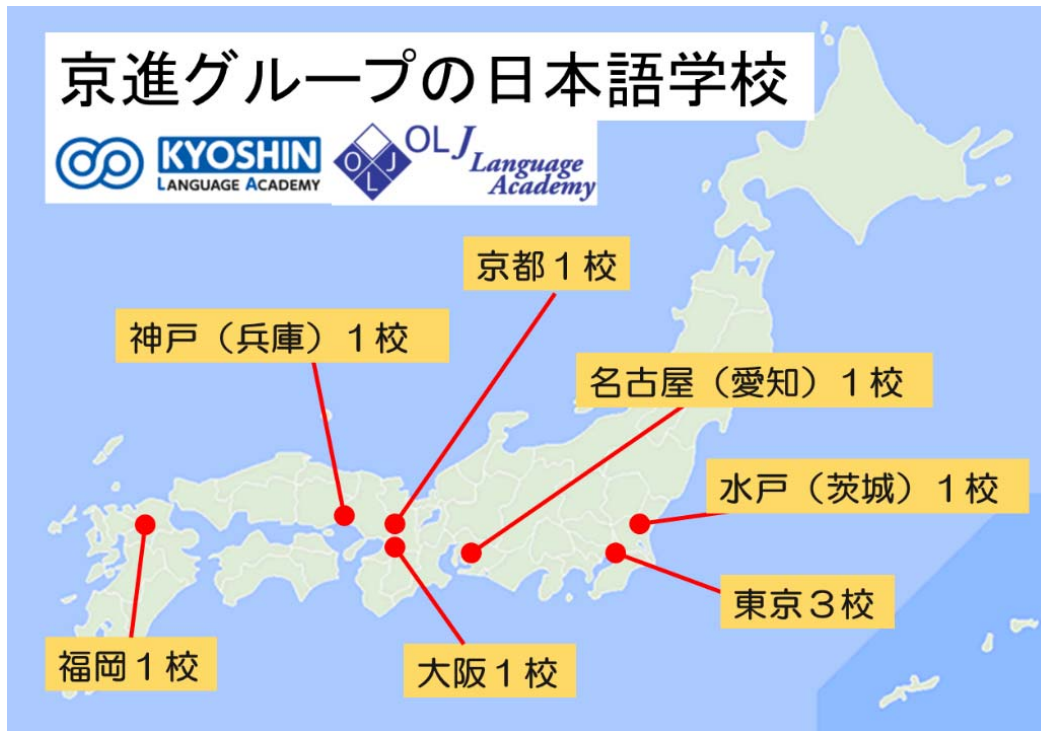 京進グループの日本語学校
KYOSHIN
LANGUAGE ACADEMY
OLJ
OLJ
Language
Academy
京都１校
神戸（兵庫）１校
名古屋（愛知）１校
水戸（茨城）１校
東京３校
福岡１校
大阪１校